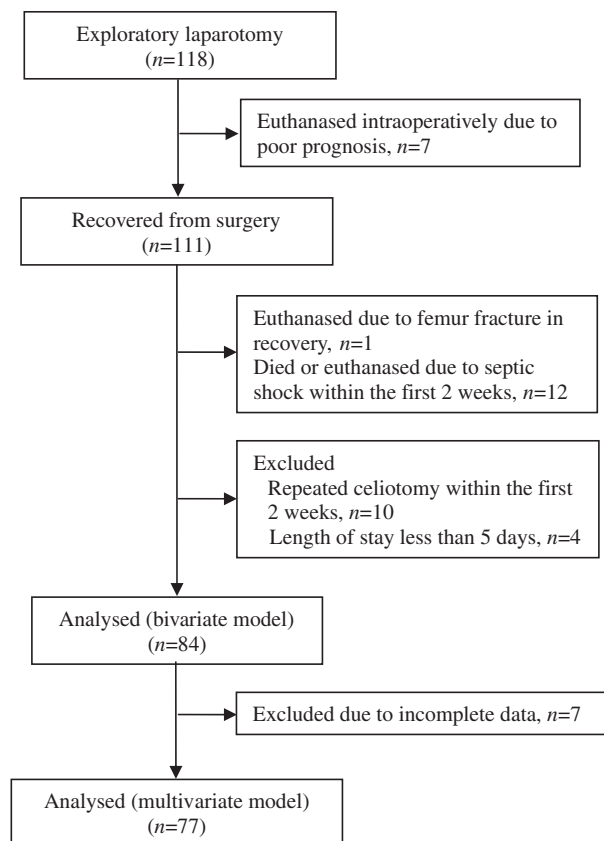 Exploratory laparotomy
(n=118)
Euthanased intraoperatively due to
poor prognosis, n=7
Recovered from surgery
(n=111)
Euthanased due to femur fracture in
recovery, n=1
Died or euthanased due to septic
shock within the first 2 weeks, n=12
Excluded
Repeated celiotomy within the first
2 weeks, n=10
Length of stay less than 5 days, n=4
Analysed (bivariate model)
(n=84)
Excluded due to incomplete data, n=7
Analysed (multivariate model)
(n=77)